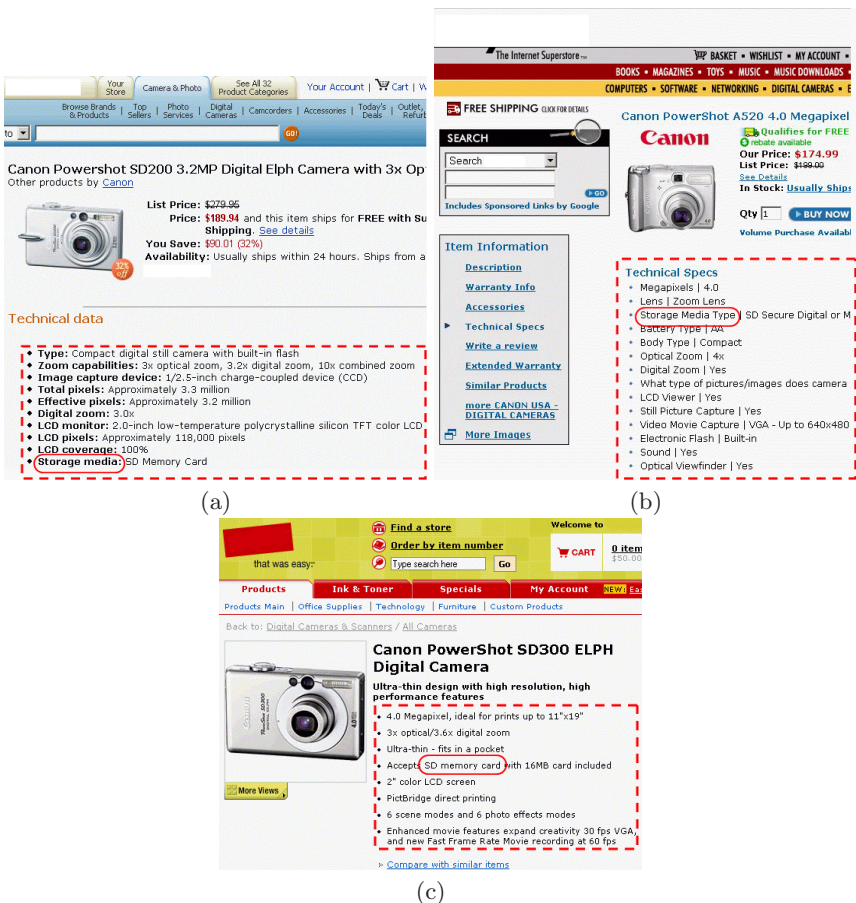 Your
Store
Camera & Photo
See All 32
Product Categories
Your Account | Cart |
Browse Brands
& Products | Top
Sellers | Photo
Services | Digital
Cameras | Camcorders | Accessories | Today's
Deals | Outlet,
Refurb
to
GO!
Canon Powershot SD200 3.2MP Digital Elph Camera with 3x Op
Other products by Canon
List Price: $279.95
Price: $189.94 and this item ships for FREE with Su
Shipping. See details
You Save: $90.01 (32%)
Availability: Usually ships within 24 hours. Ships from a
32%
off
Technical data
Type: Compact digital still camera with built-in flash
Zoom capabilities: 3x optical zoom, 3.2x digital zoom, 10x combined zoom
Image capture device: 1/2.5-inch charge-coupled device (CCD)
Total pixels: Approximately 3.3 million
Effective pixels: Approximately 3.2 million
Digital zoom: 3.0x
LCD monitor: 2.0-inch low-temperature polycrystalline silicon TFT color LCD
LCD pixels: Approximately 118,000 pixels
LCD coverage: 100%
Storage media: SD Memory Card
(a)
The Internet Superstore™
BASKET ▪ WISHLIST ▪ MY ACCOUNT ▪
BOOKS ▪ MAGAZINES ▪ TOYS ▪ MUSIC ▪ MUSIC DOWNLOADS ▪
COMPUTERS ▪ SOFTWARE ▪ NETWORKING ▪ DIGITAL CAMERAS ▪ E
FREE SHIPPING CLICK FOR DETAILS
SEARCH
Search
GO
Includes Sponsored Links by Google
Item Information
Description
Warranty Info
Accessories
Technical Specs
Write a review
Extended Warranty
Similar Products
more CANON USA -
DIGITAL CAMERAS
More Images
Canon PowerShot A520 4.0 Megapixel
Canon
Qualifies for FREE
rebate available
Our Price: $174.99
List Price: $199.00
See Details
In Stock: Usually Ships
Qty 1 BUY NOW
Volume Purchase Availabl
Technical Specs
Megapixels | 4.0
Lens | Zoom Lens
Storage Media Type | SD Secure Digital or M
Battery Type | AA
Body Type | Compact
Optical Zoom | 4x
Digital Zoom | Yes
What type of pictures/images does camera
LCD Viewer | Yes
Still Picture Capture | Yes
Video Movie Capture | VGA - Up to 640x480
Electronic Flash | Built-in
Sound | Yes
Optical Viewfinder | Yes
(b)
that was easy.℠
Find a store
Order by item number
Type search here Go
Welcome to
CART
0 item
$50.00
Products
Ink & Toner
Specials
My Account
NEW! Eas
Products Main | Office Supplies | Technology | Furniture | Custom Products
Back to: Digital Cameras & Scanners / All Cameras
Canon PowerShot SD300 ELPH
Digital Camera
Ultra-thin design with high resolution, high
performance features
4.0 Megapixel, ideal for prints up to 11"x19"
3x optical/3.6x digital zoom
Ultra-thin - fits in a pocket
Accepts SD memory card with 16MB card included
2" color LCD screen
PictBridge direct printing
6 scene modes and 6 photo effects modes
Enhanced movie features expand creativity 30 fps VGA,
and new Fast Frame Rate Movie recording at 60 fps
More Views
Compare with similar items
(c)